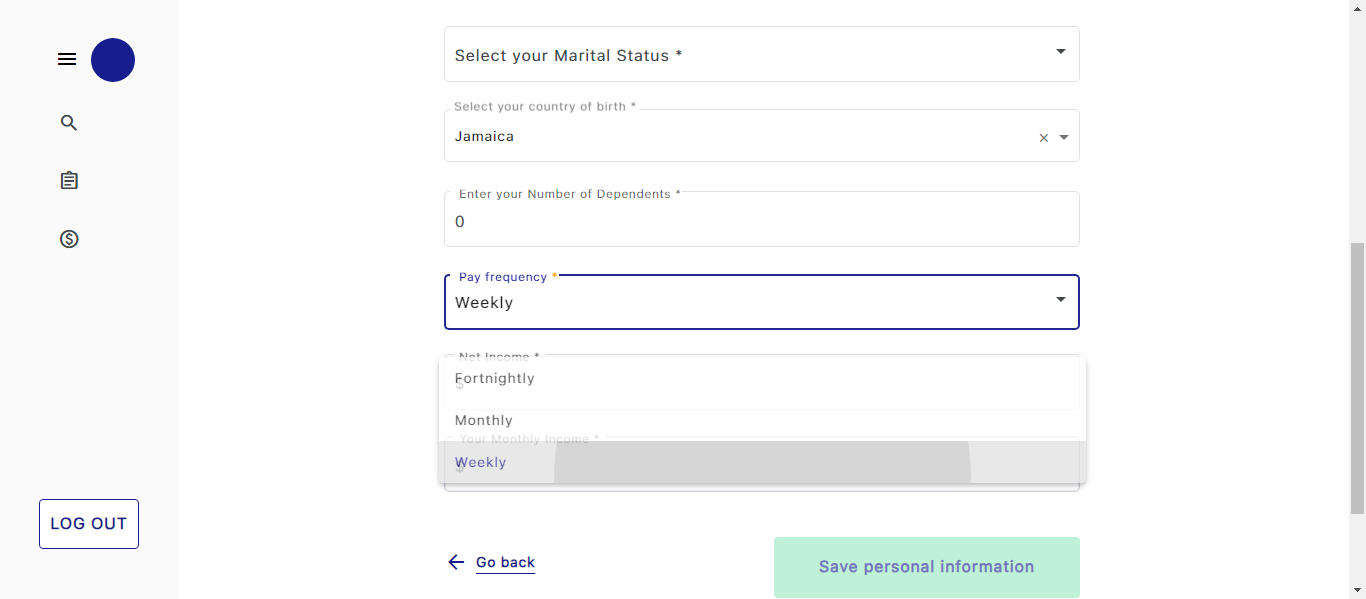 Select your Marital Status *
Select your country of birth *
Jamaica
Enter your Number of Dependents *
0
Pay frequency *
Weekly
Net Income *
Fortnightly
$
Monthly
Your Monthly Income *
Weekly
$
LOG OUT
Go back
Save personal information